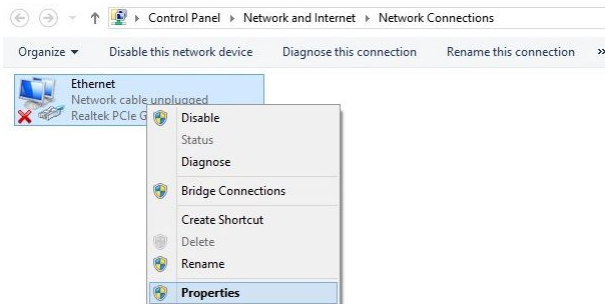 Control Panel Network and Internet Network Connections
Organize Disable this network device Diagnose this connection Rename this connection »
Ethernet
Network cable unplugged
Realtek PCIe G
Disable
Status
Diagnose
Bridge Connections
Create Shortcut
Delete
Rename
Properties